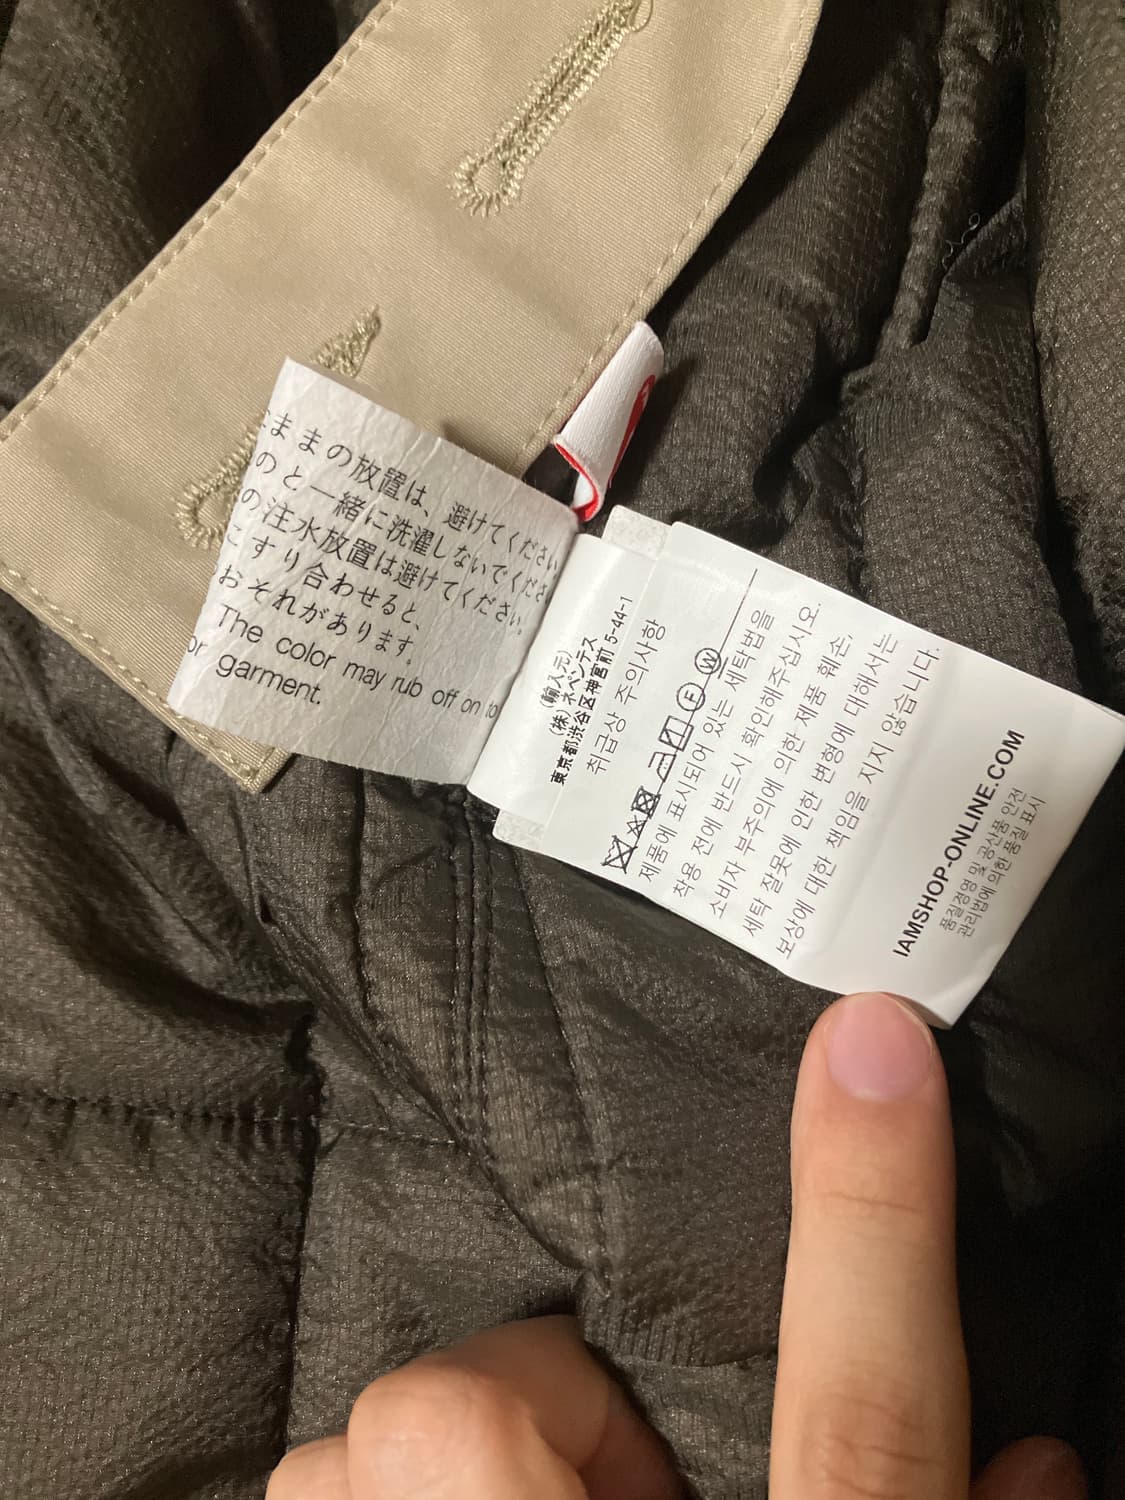 ままの放置は、避けてください
のと一緒に洗濯しないでくださ
の注水放置は避けてください。
こすり合わせると、
おそれがあります。
The color may rub off on to
or garment.
(輸入元)
(株)ネペンテス
東京都渋谷区神宮前 5-44-1
취급상 주의사항
F W
제품에 표시되어 있는 세탁법을
착용 전에 반드시 확인해주십시오.
소비자 부주의에 의한 제품 훼손,
세탁 잘못에 인한 변형에 대해서는
보상에 대한 책임을 지지 않습니다.
IAMSHOP-ONLINE.COM
품질경영 및 공산품 안전
관리법에 의한 품질 표시